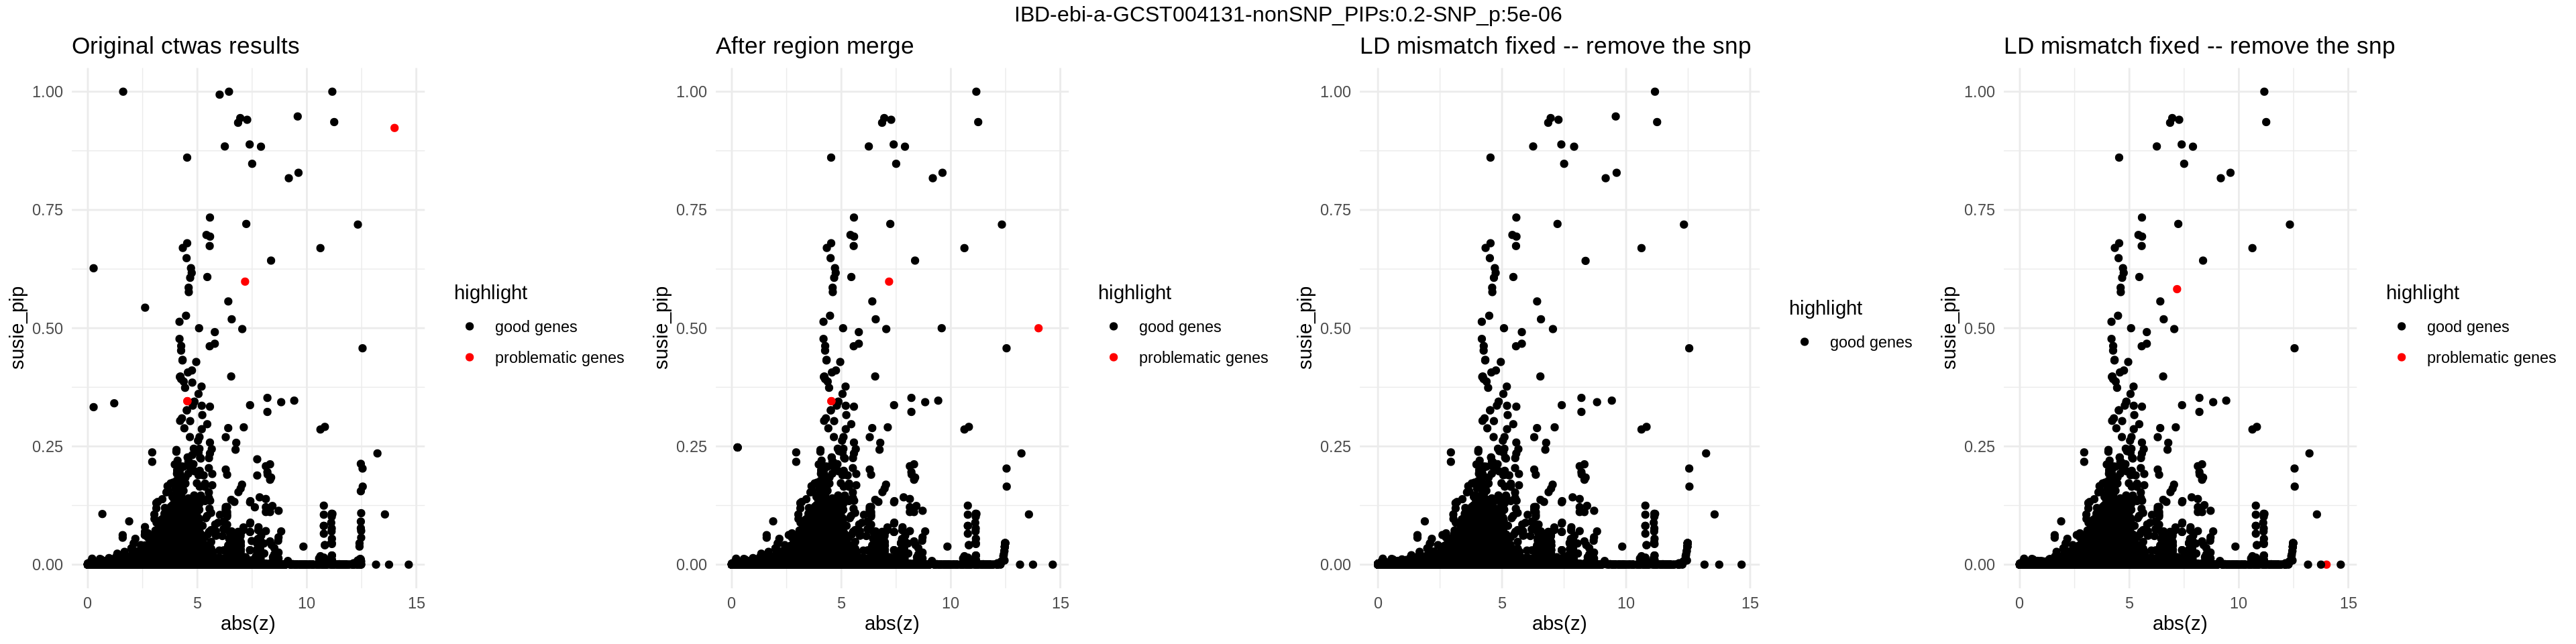 IBD-ebi-a-GCST004131-nonSNP_PIPs:0.2-SNP_p:5e-06
Original ctwas results
susie_pip
1.00
0.75
0.50
0.25
0.00
0
5
10
15
abs(z)
highlight
good genes
problematic genes
After region merge
susie_pip
1.00
0.75
0.50
0.25
0.00
0
5
10
15
abs(z)
highlight
good genes
problematic genes
LD mismatch fixed -- remove the snp
susie_pip
1.00
0.75
0.50
0.25
0.00
0
5
10
15
abs(z)
highlight
good genes
LD mismatch fixed -- remove the snp
susie_pip
1.00
0.75
0.50
0.25
0.00
0
5
10
15
abs(z)
highlight
good genes
problematic genes